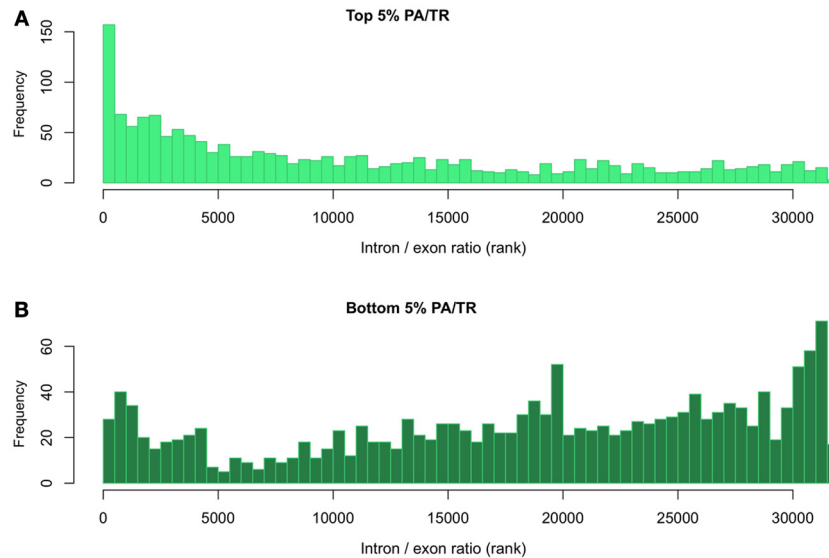 A
Top 5% PA/TR
Frequency
150
100
50
0
0 5000 10000 15000 20000 25000 30000
Intron / exon ratio (rank)
B
Bottom 5% PA/TR
Frequency
60
40
20
0
0 5000 10000 15000 20000 25000 30000
Intron / exon ratio (rank)